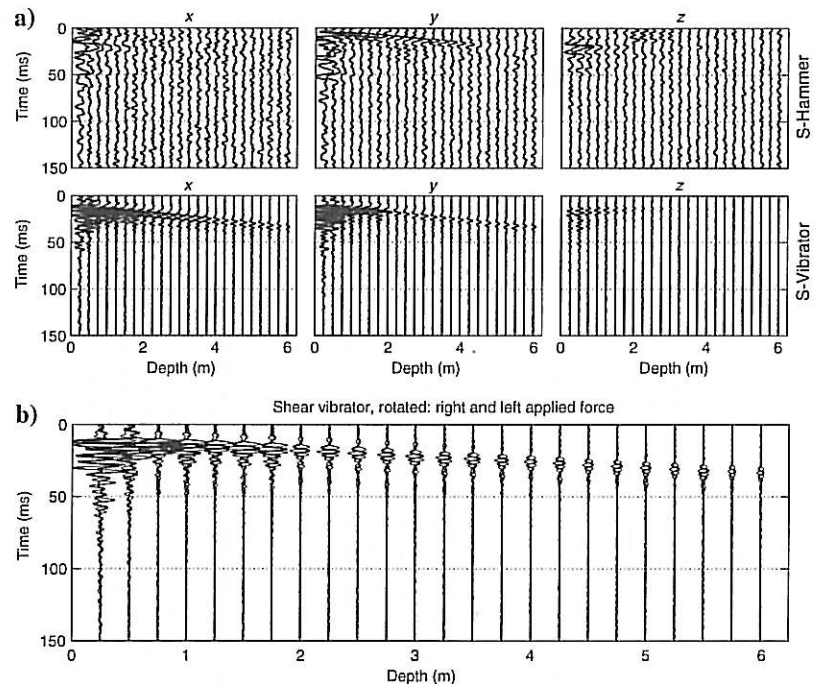 a)
x y z
0
50
100
150
Time (ms)
S-Hammer
x y z
0
50
100
150
Time (ms)
S-Vibrator
0 2 4 6 0 2 4 6 0 2 4 6
Depth (m) Depth (m) Depth (m)
b)
Shear vibrator, rotated: right and left applied force
0
50
100
150
Time (ms)
0 1 2 3 4 5 6
Depth (m)